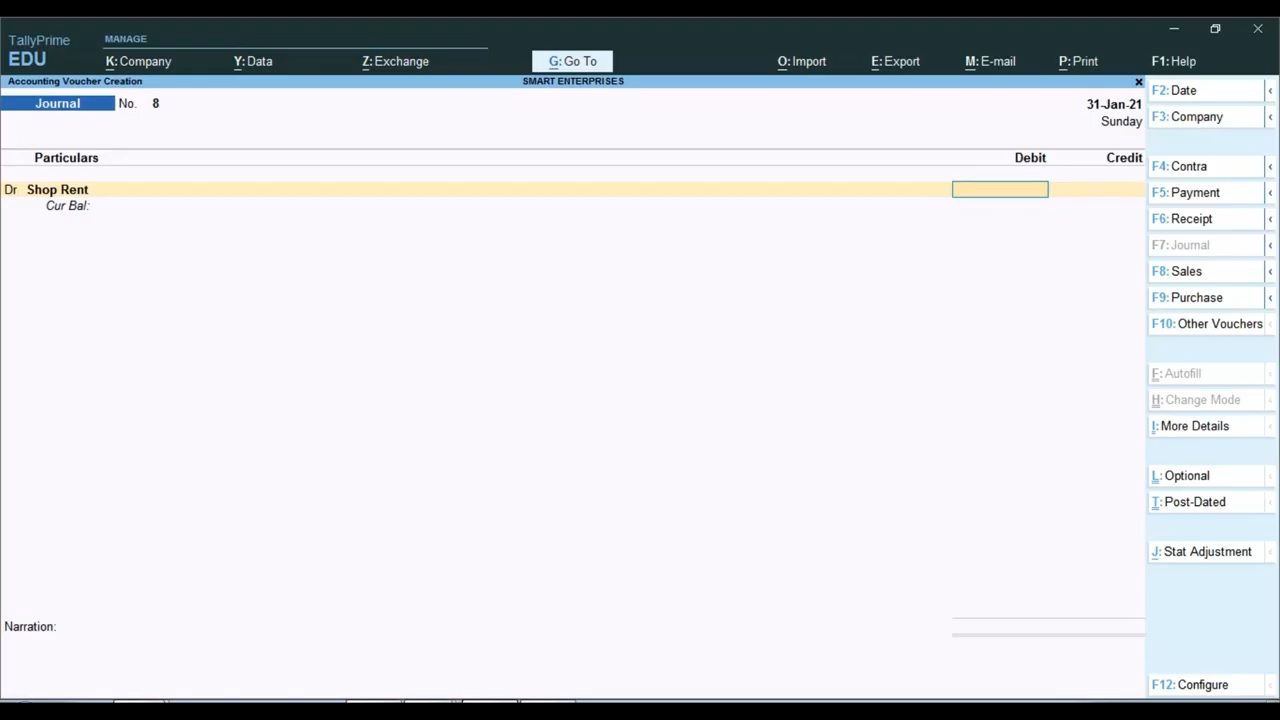 TallyPrime
EDU
MANAGE
K: Company
Y: Data
Z: Exchange
G: Go To
O: Import
E: Export
M: E-mail
P: Print
F1: Help
Accounting Voucher Creation
SMART ENTERPRISES
Journal No. 8
31-Jan-21
Sunday
Particulars
Debit
Credit
Dr Shop Rent
Cur Bal:
Narration:
F2: Date
F3: Company
F4: Contra
F5: Payment
F6: Receipt
F7: Journal
F8: Sales
F9: Purchase
F10: Other Vouchers
F: Autofill
H: Change Mode
I: More Details
L: Optional
T: Post-Dated
J: Stat Adjustment
F12: Configure